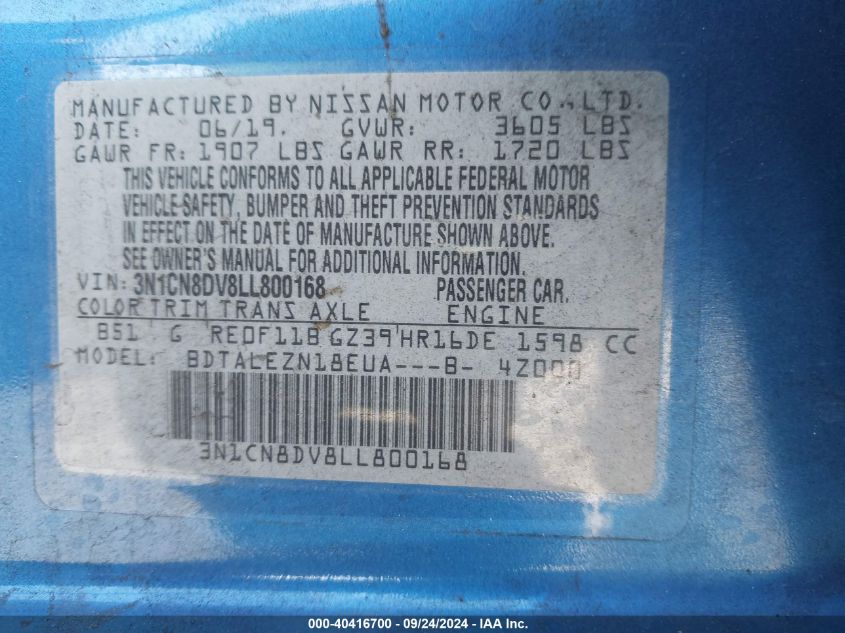 MANUFACTURED BY NISSAN MOTOR CO., LTD.
DATE: 06/19. GVWR: 3605 LBS
GAWR FR: 1907 LBS GAWR RR: 1720 LBS
THIS VEHICLE CONFORMS TO ALL APPLICABLE FEDERAL MOTOR
VEHICLE SAFETY, BUMPER AND THEFT PREVENTION STANDARDS
IN EFFECT ON THE DATE OF MANUFACTURE SHOWN ABOVE.
SEE OWNER'S MANUAL FOR ADDITIONAL INFORMATION.
VIN: 3N1CN8DV8LL800168 PASSENGER CAR.
COLOR TRIM TRANS AXLE ENGINE
B51 G RE0F11B GZ39 HR16DE 1598 CC
MODEL: BDTALEZN18EUA---B- 4Z000
3N1CN8DV8LL800168
000-40416700 - 09/24/2024 - IAA, Inc.